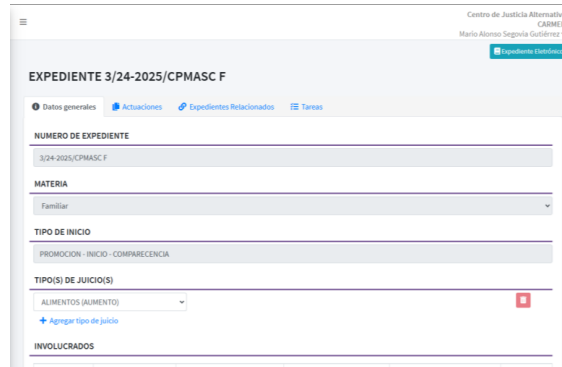 Centro de Justicia Alternativ
CARME
Mario Alonso Segovia Gutiérrez
Expediente Eletrónico
EXPEDIENTE 3/24-2025/CPMASC F
Datos generales
Actuaciones
Expedientes Relacionados
Tareas
NUMERO DE EXPEDIENTE
3/24-2025/CPMASC F
MATERIA
Familiar
TIPO DE INICIO
PROMOCION - INICIO - COMPARECENCIA
TIPO(S) DE JUICIO(S)
ALIMENTOS (AUMENTO)
+ Agregar tipo de juicio
INVOLUCRADOS